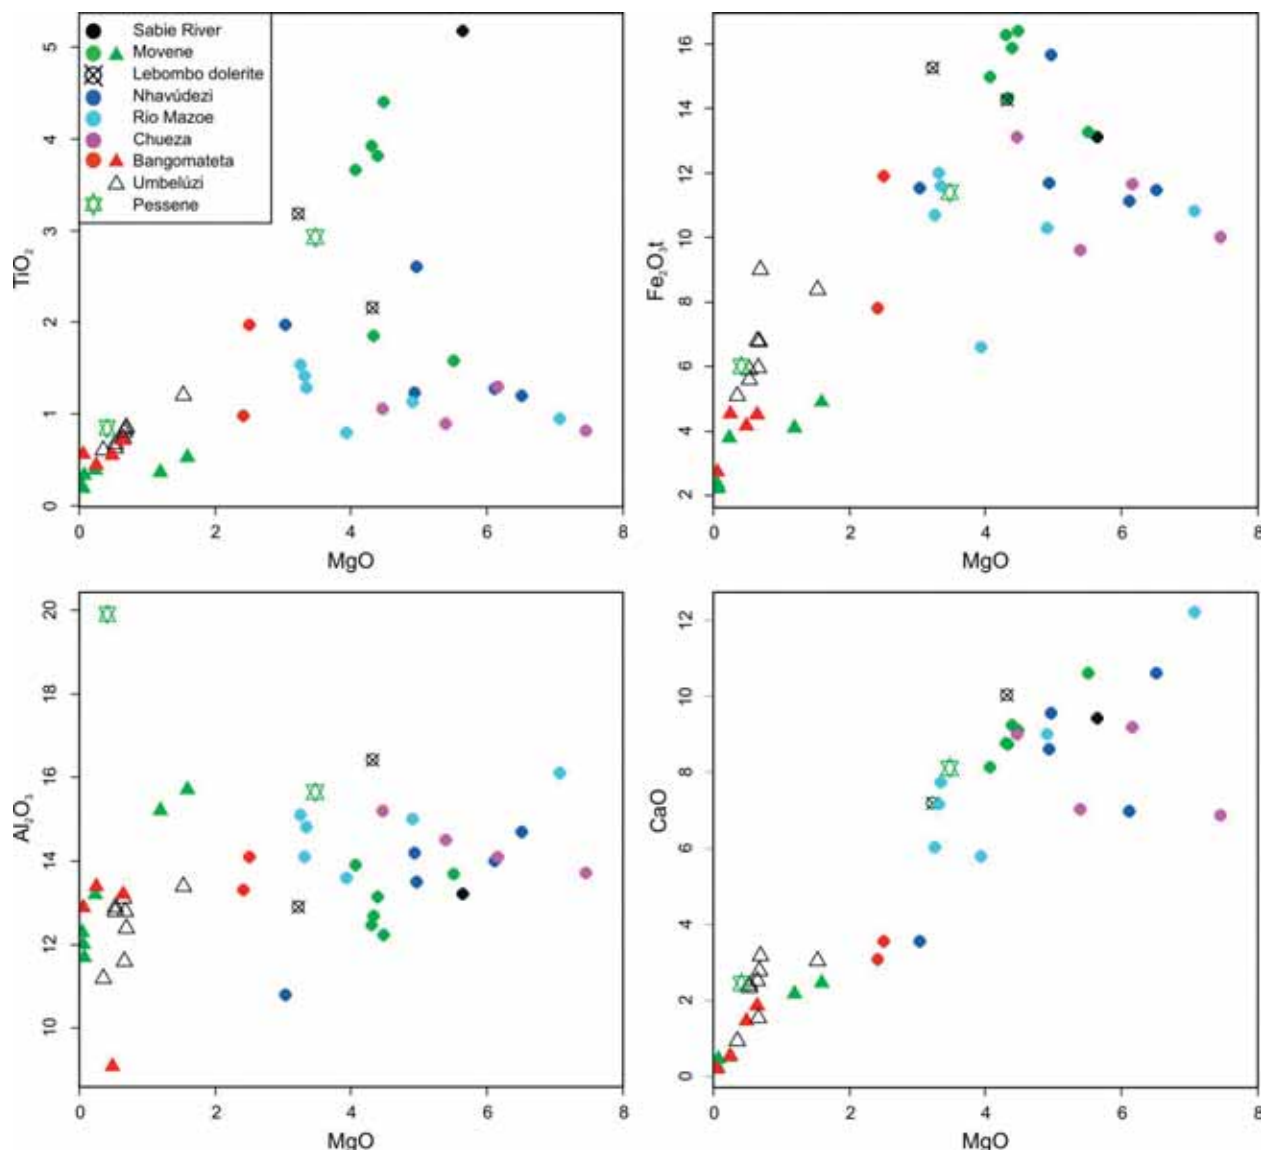 Sabie River
Movene
Lebombo dolerite
Nhavúdezi
Rio Mazoe
Chueza
Bangomateta
Umbelúzi
Pessene
TiO₂
5
4
3
2
1
0
0 2 4 6 8
MgO
Fe₂O₃t
16
14
12
10
8
6
4
2
0 2 4 6 8
MgO
Al₂O₃
20
18
16
14
12
10
0 2 4 6 8
MgO
CaO
12
10
8
6
4
2
0
0 2 4 6 8
MgO